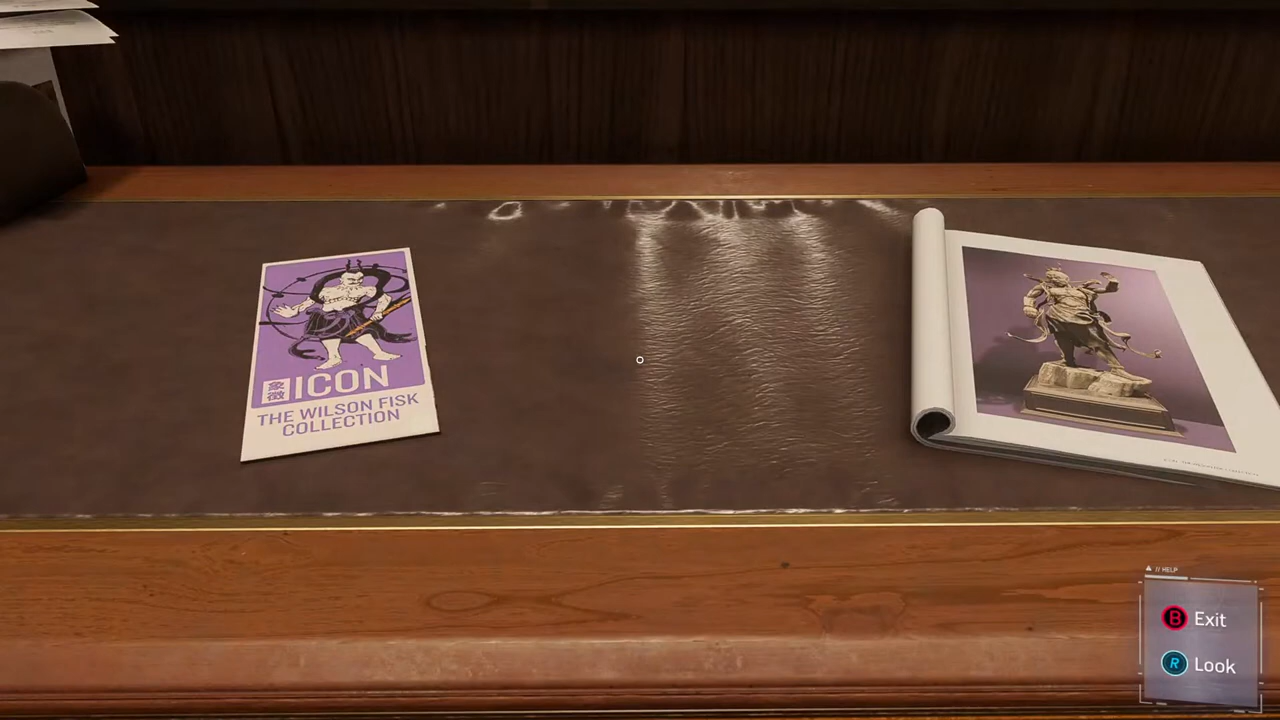 象徴
ICON
THE WILSON FISK
COLLECTION
// HELP
B Exit
R Look